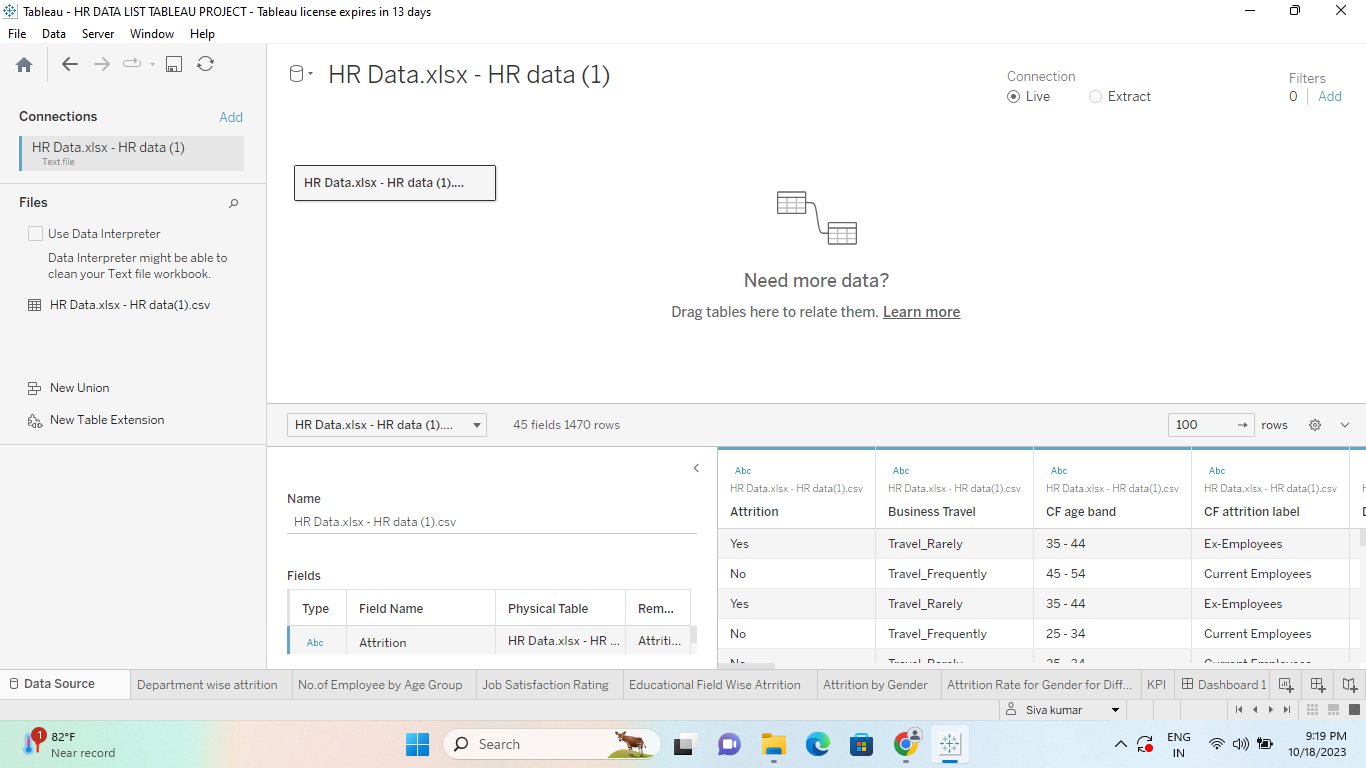 Tableau - HR DATA LIST TABLEAU PROJECT - Tableau license expires in 13 days
File Data Server Window Help
HR Data.xlsx - HR data (1)
Connection
Live Extract
Filters
0 Add
Connections Add
HR Data.xlsx - HR data (1)
Text file
Files
Use Data Interpreter
Data Interpreter might be able to
clean your Text file workbook.
HR Data.xlsx - HR data(1).csv
New Union
New Table Extension
HR Data.xlsx - HR data (1)....
Need more data?
Drag tables here to relate them. Learn more
HR Data.xlsx - HR data (1).... 45 fields 1470 rows 100 rows
Name
HR Data.xlsx - HR data (1).csv
Fields
Type Field Name Physical Table Rem...
Abc Attrition HR Data.xlsx - HR ... Attriti...
Abc Abc Abc Abc
HR Data.xlsx - HR data(1).csv HR Data.xlsx - HR data(1).csv HR Data.xlsx - HR data(1).csv HR Data.xlsx - HR data(1).csv
Attrition Business Travel CF age band CF attrition label
Yes Travel_Rarely 35 - 44 Ex-Employees
No Travel_Frequently 45 - 54 Current Employees
Yes Travel_Rarely 35 - 44 Ex-Employees
No Travel_Frequently 25 - 34 Current Employees
No Travel_Rarely 25 - 34 Current Employees
Data Source Department wise attrition No.of Employee by Age Group Job Satisfaction Rating Educational Field Wise Atrrition Attrition by Gender Attrition Rate for Gender for Diff... KPI Dashboard 1
Siva kumar
1 82°F
Near record
Search
ENG
IN
9:19 PM
10/18/2023